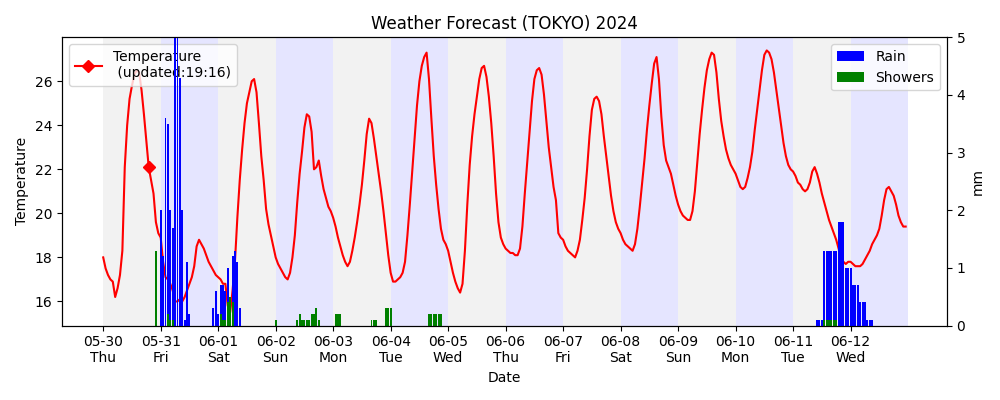 Weather Forecast (TOKYO) 2024
Temperature
(updated:19:16)
Rain
Showers
Temperature
26
24
22
20
18
16
5
4
3
2
1
0
mm
05-30 05-31 06-01 06-02 06-03 06-04 06-05 06-06 06-07 06-08 06-09 06-10 06-11 06-12
Thu Fri Sat Sun Mon Tue Wed Thu Fri Sat Sun Mon Tue Wed
Date